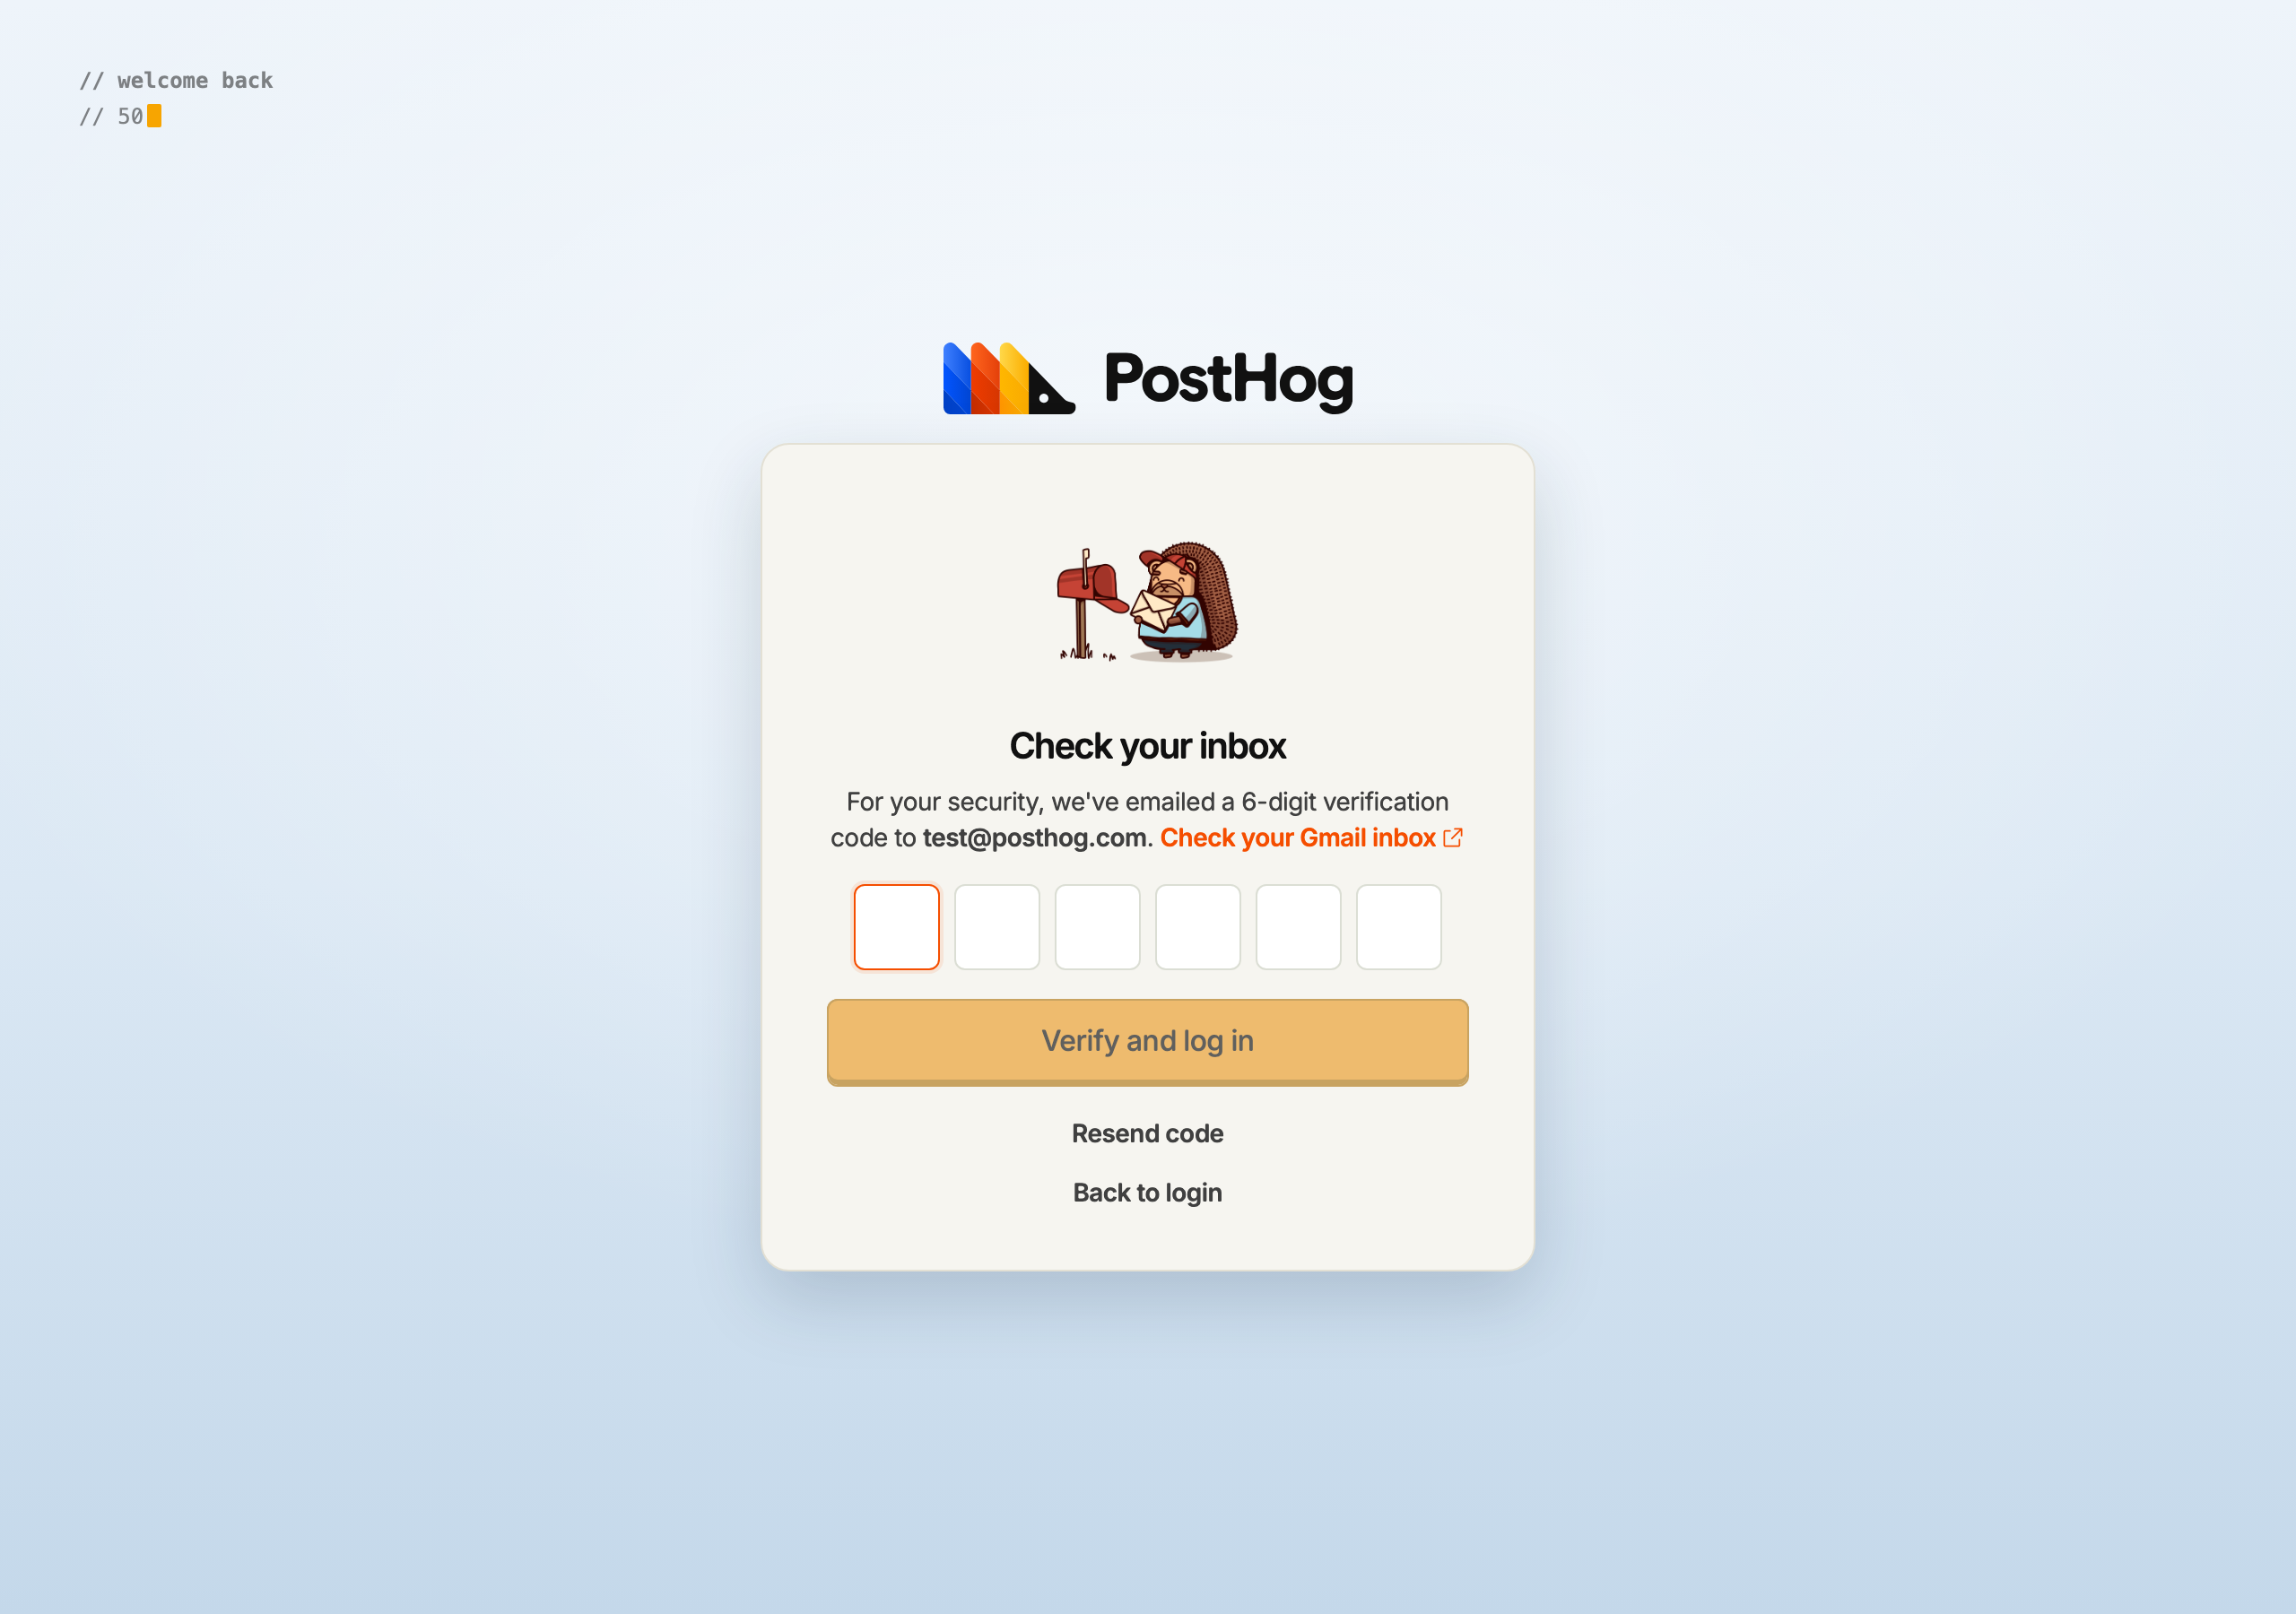 // welcome back
// 50
PostHog
Check your inbox
For your security, we've emailed a 6-digit verification
code to test@posthog.com. Check your Gmail inbox
Verify and log in
Resend code
Back to login